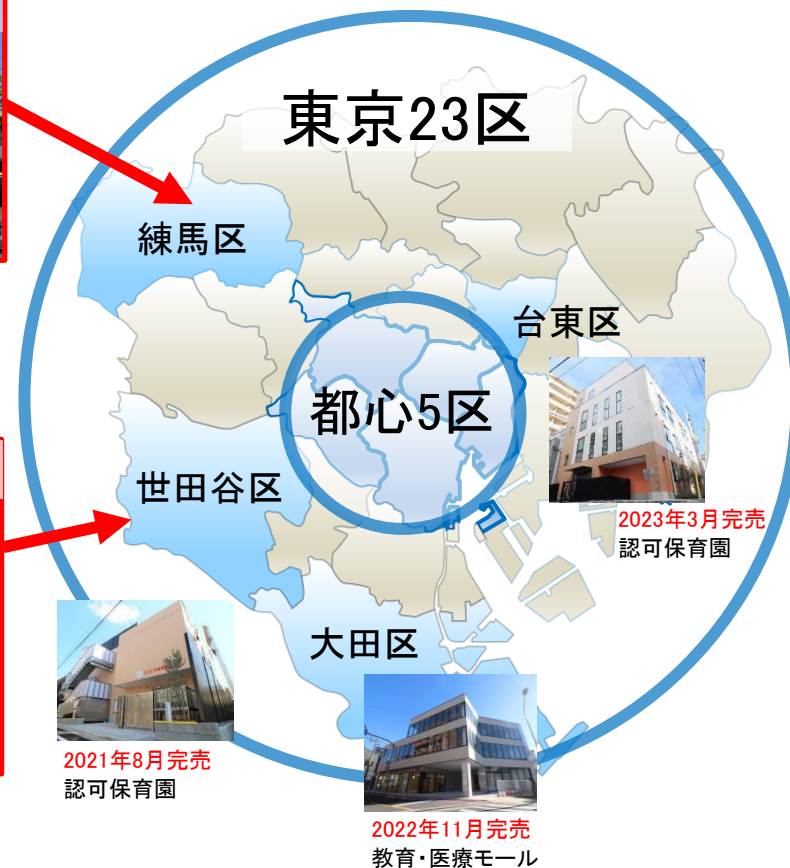 東京23区
練馬区
台東区
都心5区
世田谷区
2023年3月完売
認可保育園
大田区
2021年8月完売
認可保育園
2022年11月完売
教育・医療モール